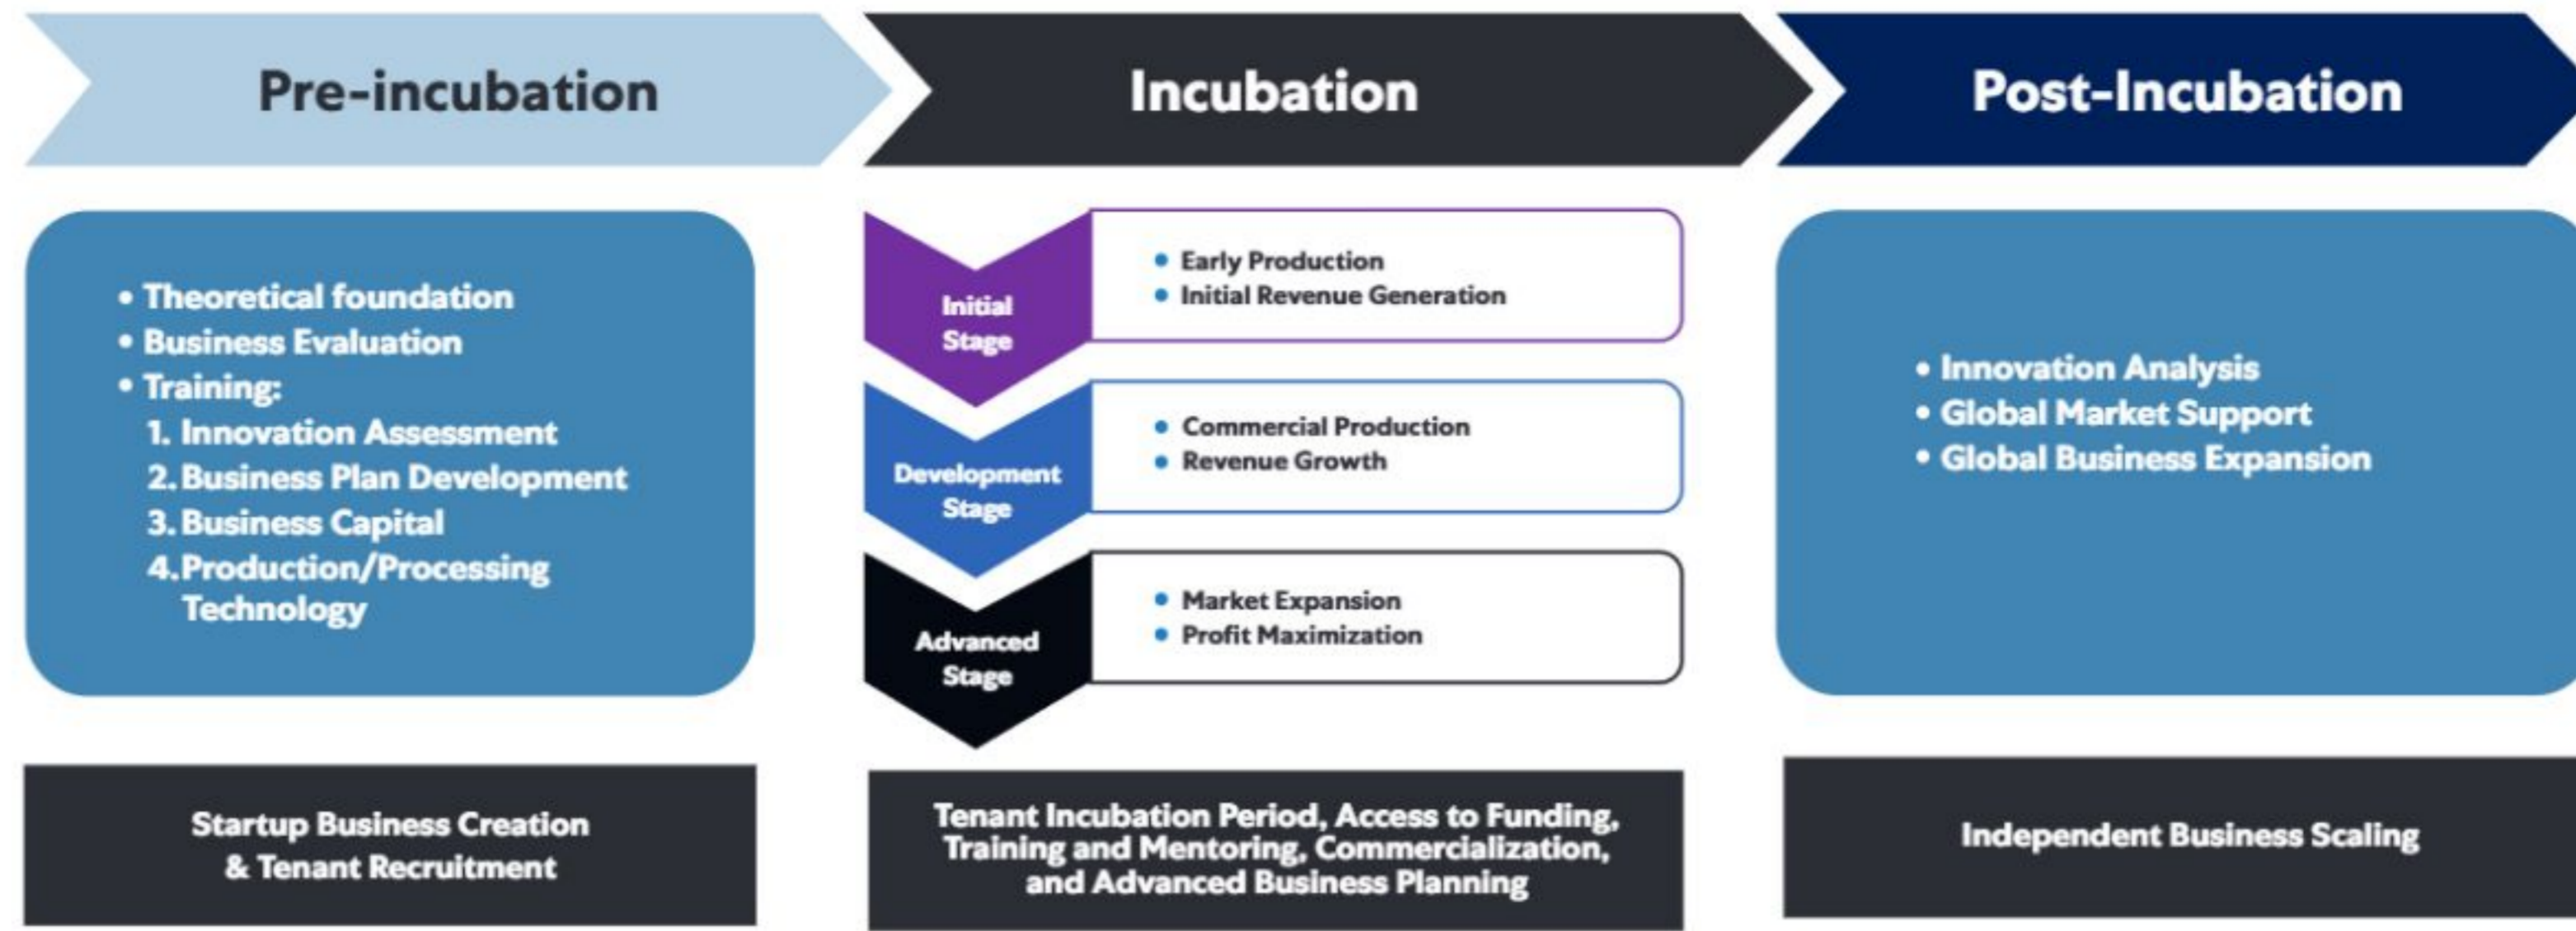 Pre-incubation
Incubation
Post-Incubation
• Theoretical foundation
• Business Evaluation
• Training:
1. Innovation Assessment
2. Business Plan Development
3. Business Capital
4. Production/Processing
Technology
Startup Business Creation
& Tenant Recruitment
Initial
Stage
• Early Production
• Initial Revenue Generation
Development
Stage
• Commercial Production
• Revenue Growth
Advanced
Stage
• Market Expansion
• Profit Maximization
Tenant Incubation Period, Access to Funding,
Training and Mentoring, Commercialization,
and Advanced Business Planning
• Innovation Analysis
• Global Market Support
• Global Business Expansion
Independent Business Scaling